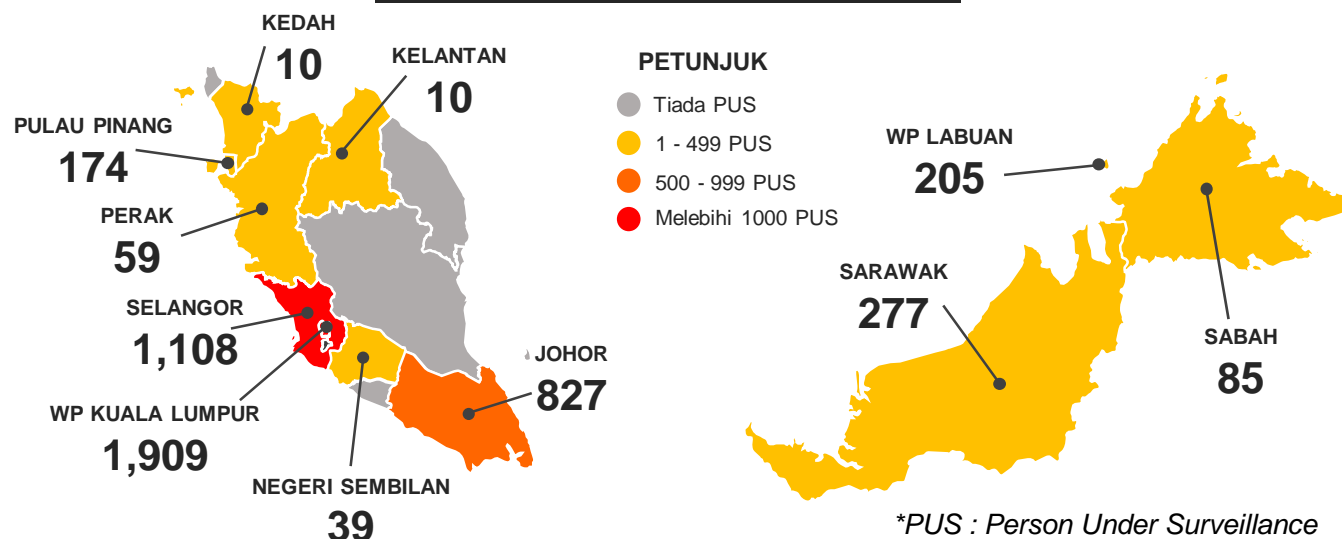 KEDAH
10
KELANTAN
10
PULAU PINANG
174
PERAK
59
SELANGOR
1,108
WP KUALA LUMPUR
1,909
NEGERI SEMBILAN
39
JOHOR
827
PETUNJUK
Tiada PUS
1 - 499 PUS
500 - 999 PUS
Melebihi 1000 PUS
WP LABUAN
205
SARAWAK
277
SABAH
85
*PUS : Person Under Surveillance